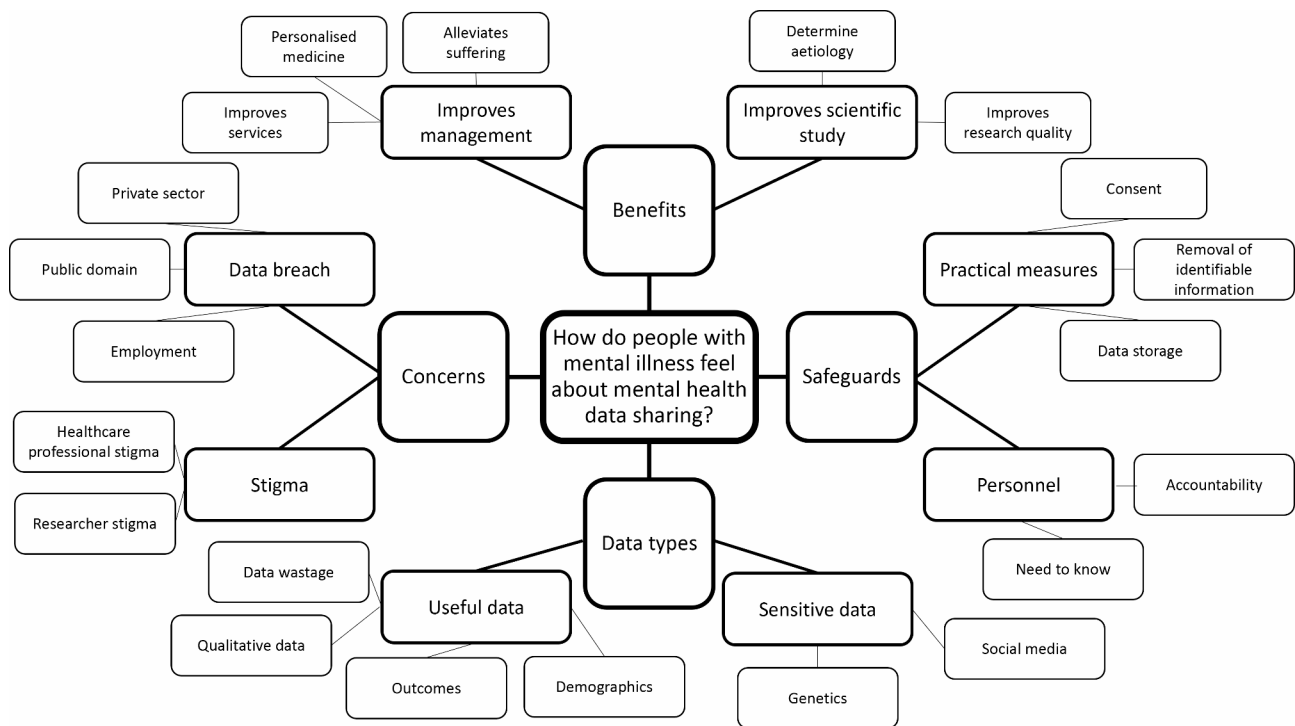 Personalised
medicine
Alleviates
suffering
Determine
aetiology
Improves
services
Improves
management
Improves scientific
study
Improves
research quality
Benefits
Private sector
Consent
Public domain
Data breach
Practical measures
Removal of
identifiable
information
Employment
Data storage
Concerns
How do people with
mental illness feel
about mental health
data sharing?
Safeguards
Healthcare
professional stigma
Stigma
Researcher stigma
Personnel
Accountability
Need to know
Data types
Data wastage
Useful data
Qualitative data
Outcomes
Demographics
Sensitive data
Social media
Genetics